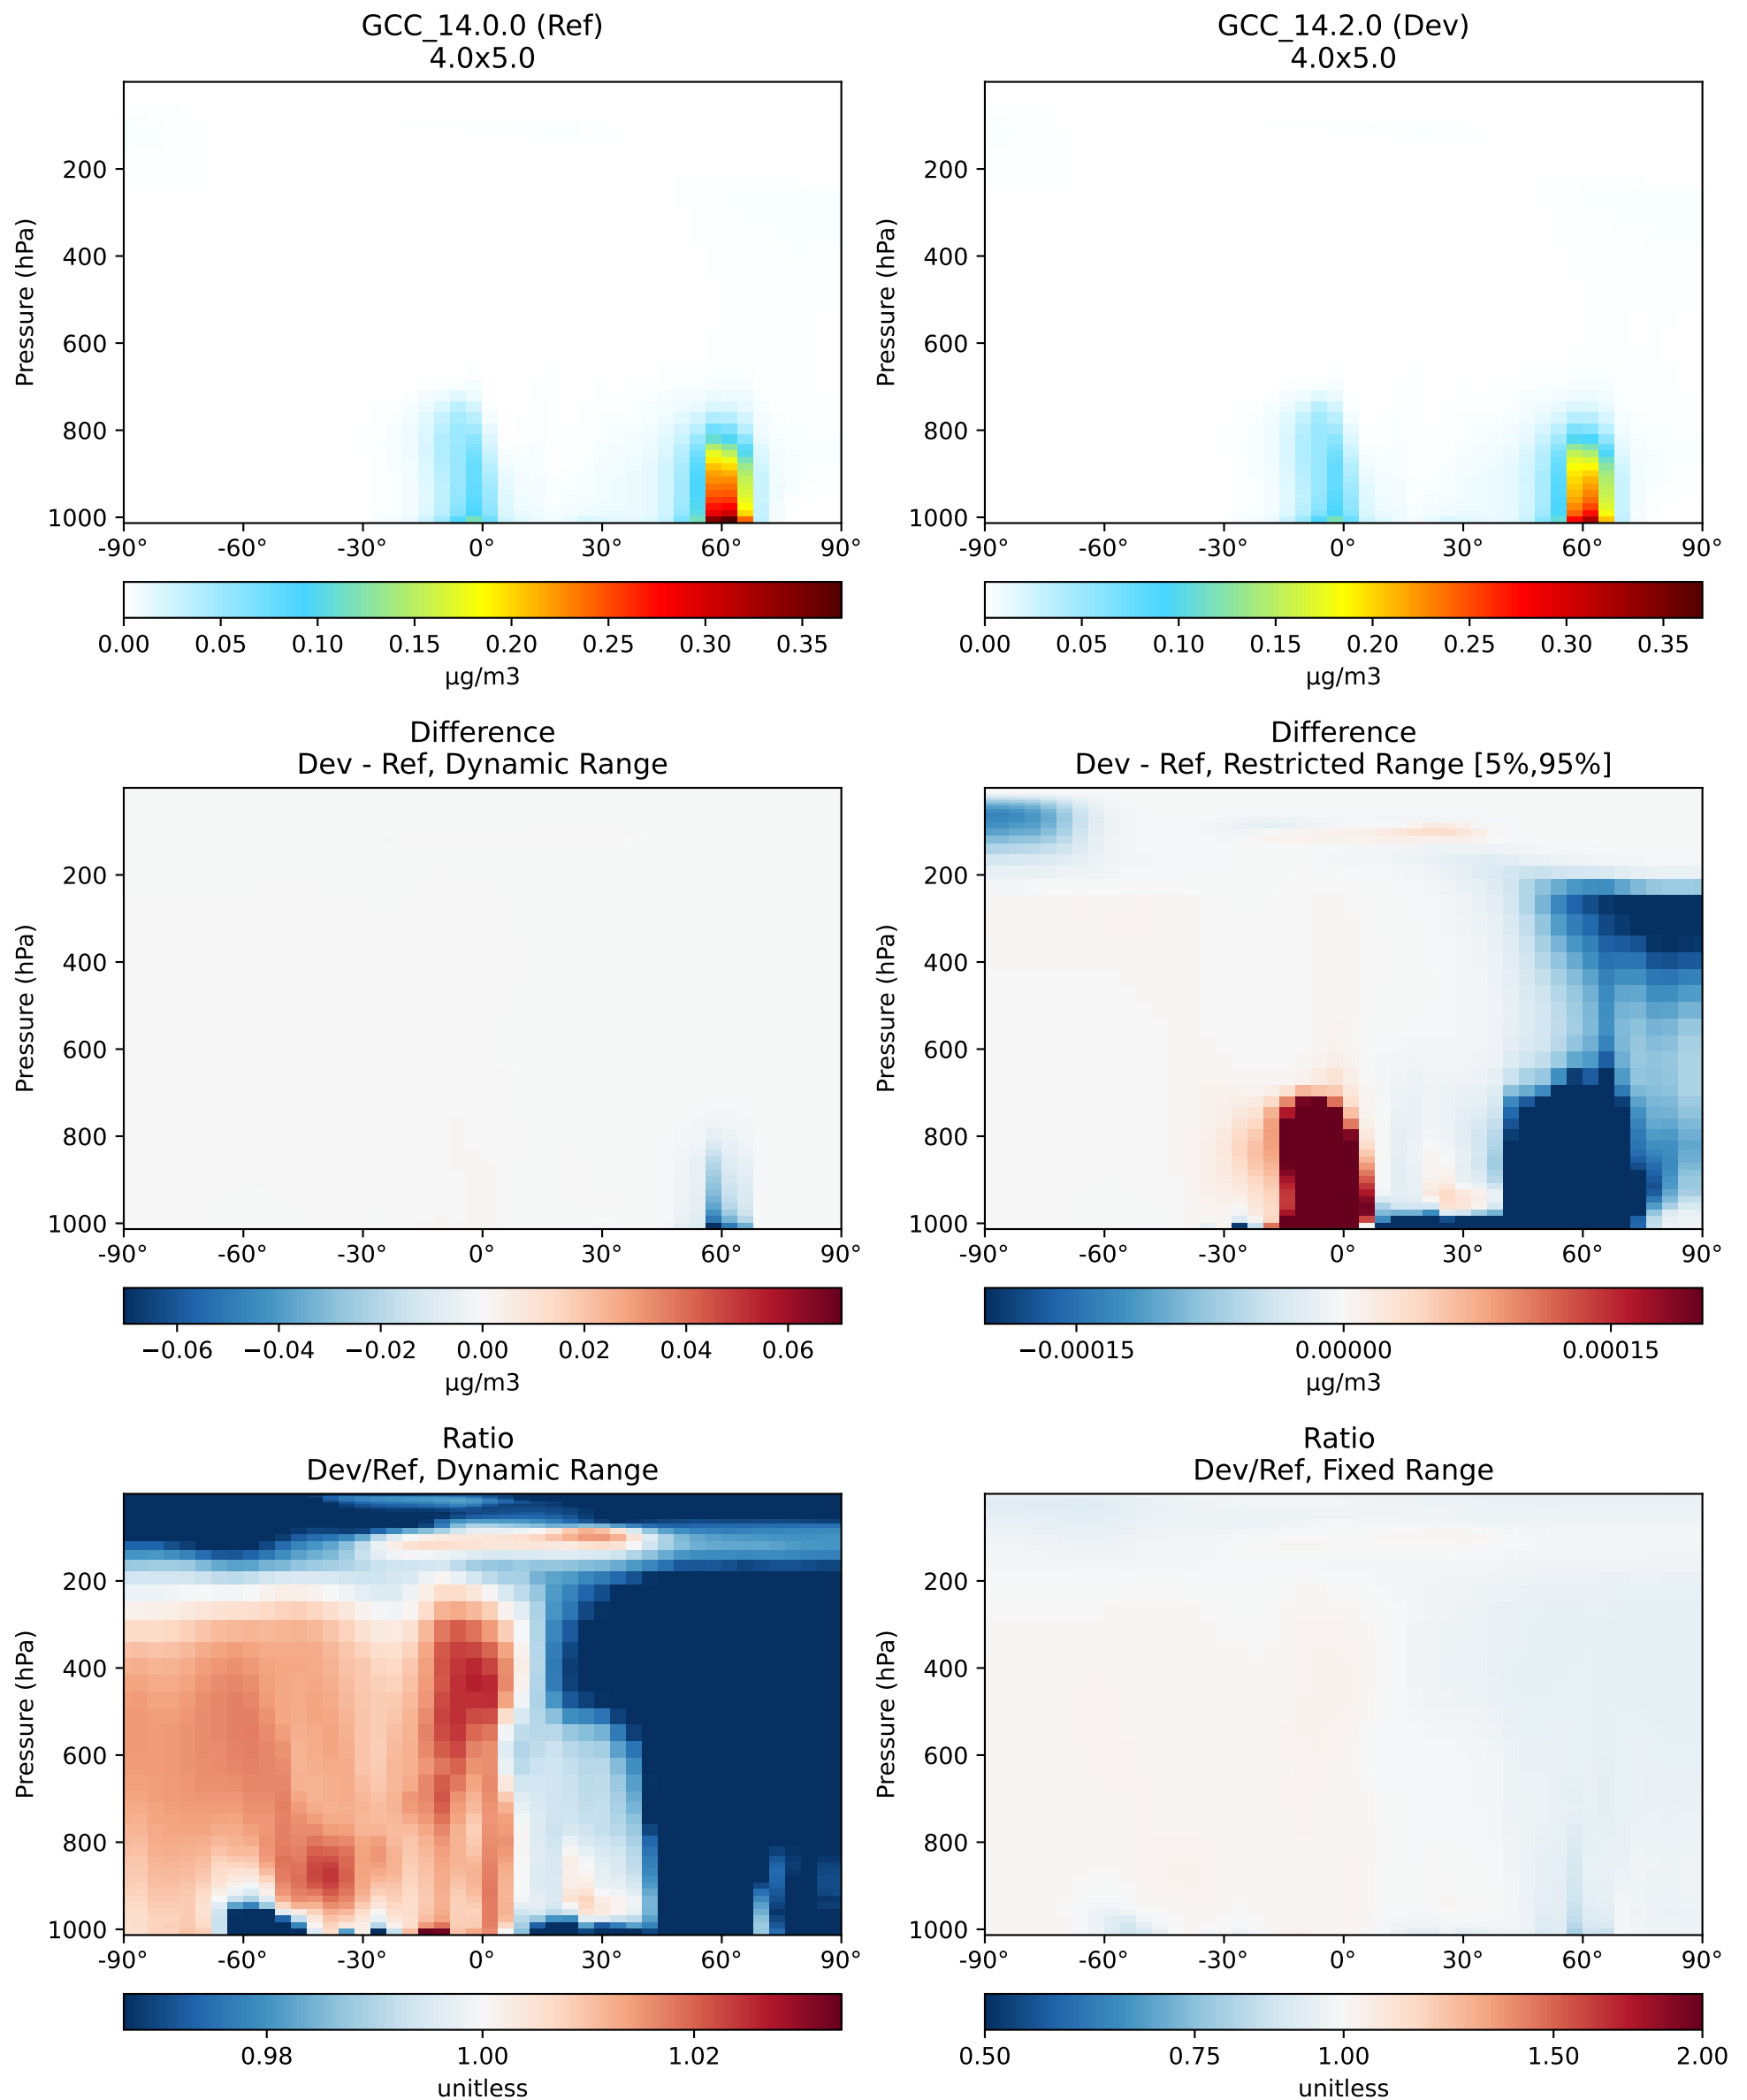 GCC_14.0.0 (Ref)
4.0x5.0
GCC_14.2.0 (Dev)
4.0x5.0
Pressure (hPa)
200
400
600
800
1000
-90° -60° -30° 0° 30° 60° 90°
0.00 0.05 0.10 0.15 0.20 0.25 0.30 0.35
µg/m3
Pressure (hPa)
200
400
600
800
1000
-90° -60° -30° 0° 30° 60° 90°
0.00 0.05 0.10 0.15 0.20 0.25 0.30 0.35
µg/m3
Difference
Dev - Ref, Dynamic Range
Pressure (hPa)
200
400
600
800
1000
-90° -60° -30° 0° 30° 60° 90°
−0.06 −0.04 −0.02 0.00 0.02 0.04 0.06
µg/m3
Difference
Dev - Ref, Restricted Range [5%,95%]
Pressure (hPa)
200
400
600
800
1000
-90° -60° -30° 0° 30° 60° 90°
−0.00015 0.00000 0.00015
µg/m3
Ratio
Dev/Ref, Dynamic Range
Pressure (hPa)
200
400
600
800
1000
-90° -60° -30° 0° 30° 60° 90°
0.98 1.00 1.02
unitless
Ratio
Dev/Ref, Fixed Range
Pressure (hPa)
200
400
600
800
1000
-90° -60° -30° 0° 30° 60° 90°
0.50 0.75 1.00 1.50 2.00
unitless